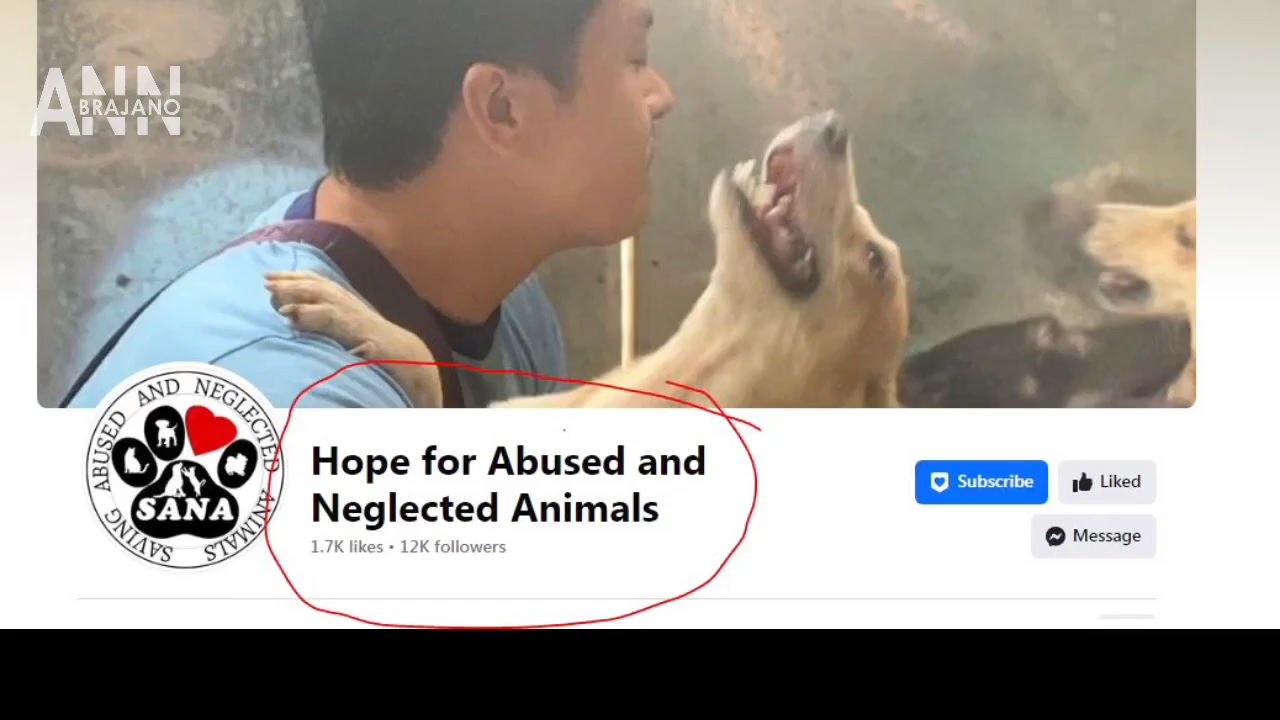 ANN
BRAJANO
SAVING ABUSED AND NEGLECTED ANIMALS
SANA
Hope for Abused and
Neglected Animals
1.7K likes • 12K followers
Subscribe
Liked
Message